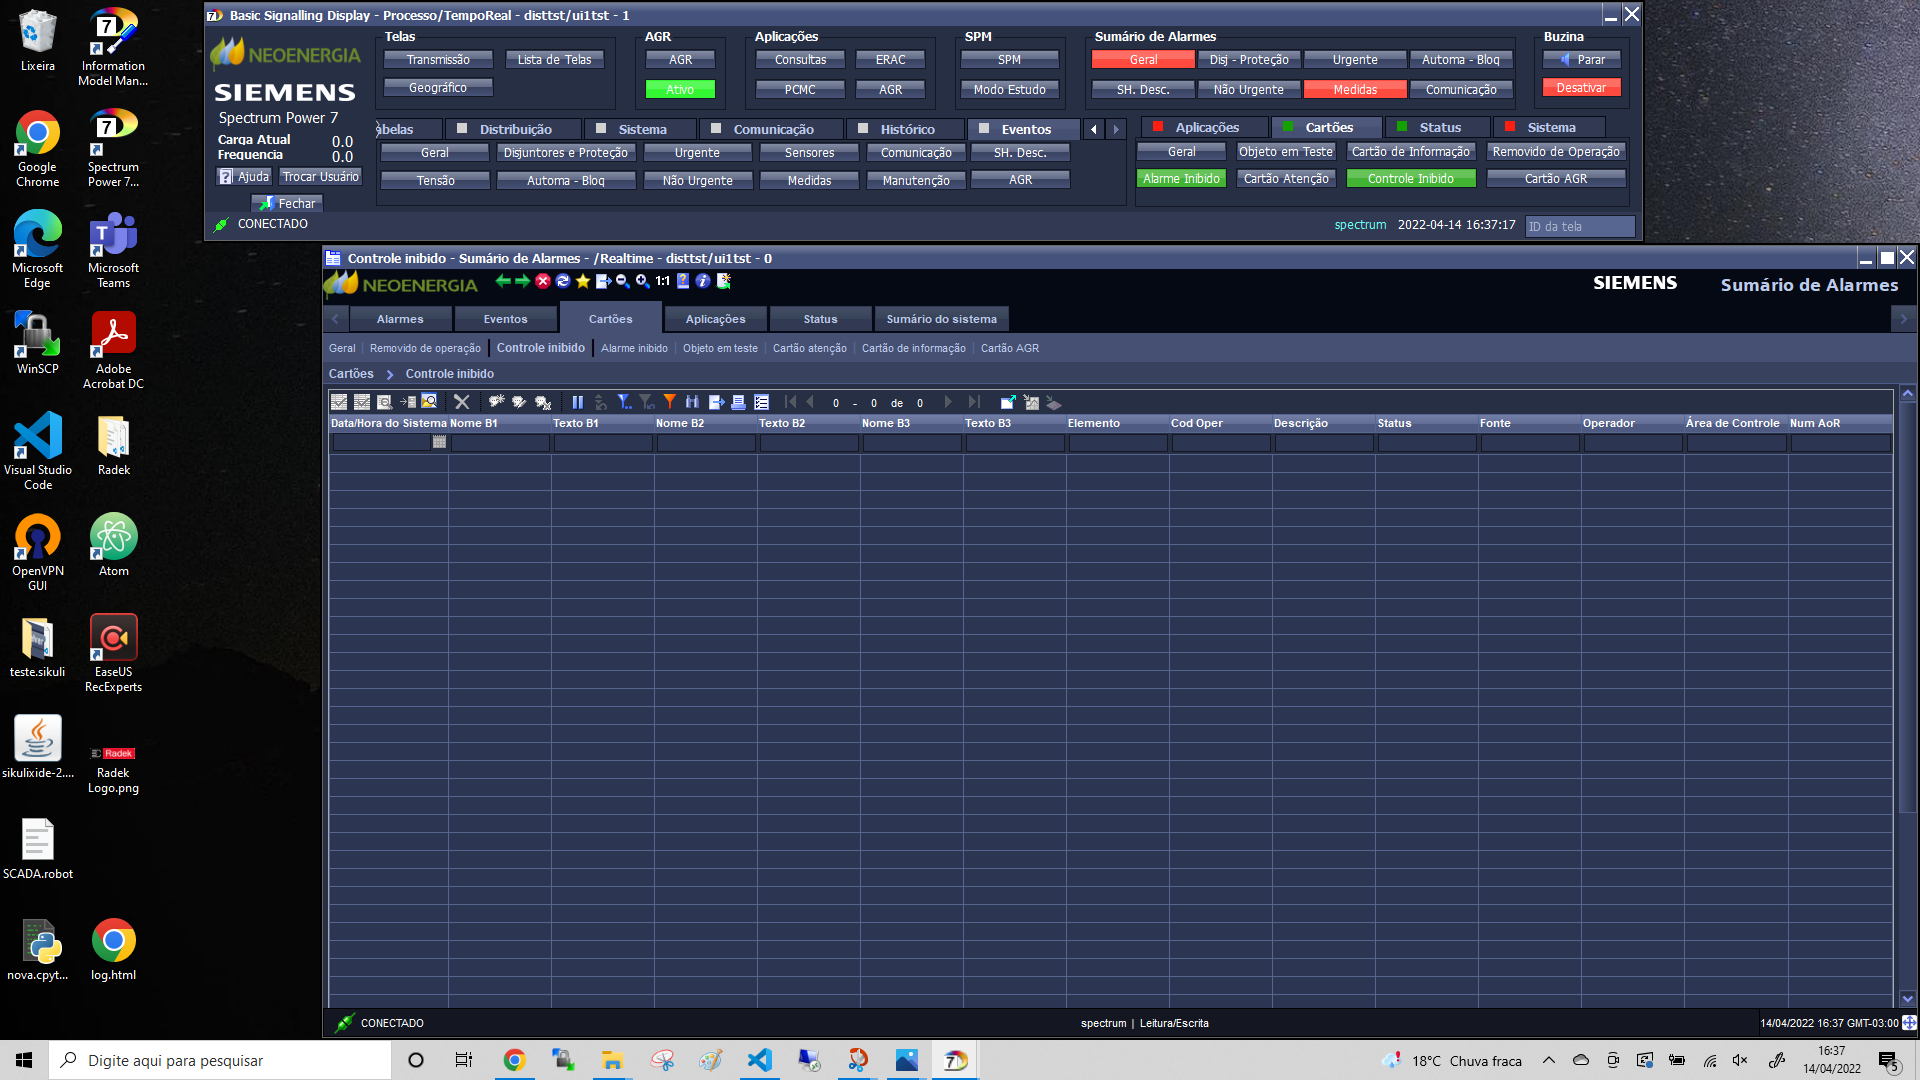 Basic Signalling Display - Processo/TempoReal - disttst/ui1tst - 1
NEOENERGIA
SIEMENS
Spectrum Power 7
Carga Atual 0.0
Frequencia 0.0
Ajuda Trocar Usuário
Fechar
CONECTADO
Telas
Transmissão Lista de Telas
Geográfico
AGR
AGR
Ativo
Aplicações
Consultas ERAC
PCMC AGR
SPM
SPM
Modo Estudo
Sumário de Alarmes
Geral Disj - Proteção Urgente Automa - Bloq
SH. Desc. Não Urgente Medidas Comunicação
Buzina
Parar
Desativar
abelas Distribuição Sistema Comunicação Histórico Eventos
Geral Disjuntores e Proteção Urgente Sensores Comunicação SH. Desc.
Tensão Automa - Bloq Não Urgente Medidas Manutenção AGR
Aplicações Cartões Status Sistema
Geral Objeto em Teste Cartão de Informação Removido de Operação
Alarme Inibido Cartão Atenção Controle Inibido Cartão AGR
spectrum 2022-04-14 16:37:17 ID da tela
Controle inibido - Sumário de Alarmes - /Realtime - disttst/ui1tst - 0
NEOENERGIA 1:1 SIEMENS Sumário de Alarmes
Alarmes Eventos Cartões Aplicações Status Sumário do sistema
Geral Removido de operação Controle inibido Alarme inibido Objeto em teste Cartão atenção Cartão de informação Cartão AGR
Cartões > Controle inibido
0 - 0 de 0
Data/Hora do Sistema Nome B1 Texto B1 Nome B2 Texto B2 Nome B3 Texto B3 Elemento Cod Oper Descrição Status Fonte Operador Área de Controle Num AoR
CONECTADO spectrum | Leitura/Escrita 14/04/2022 16:37 GMT-03:00
Lixeira
Information Model Man...
Google Chrome
Spectrum Power 7...
Microsoft Edge
Microsoft Teams
WinSCP
Adobe Acrobat DC
Visual Studio Code
Radek
OpenVPN GUI
Atom
teste.sikuli
EaseUS RecExperts
sikulixide-2....
Radek
Radek Logo.png
SCADA.robot
nova.cpyt...
log.html
Digite aqui para pesquisar
18°C Chuva fraca
16:37
14/04/2022
5